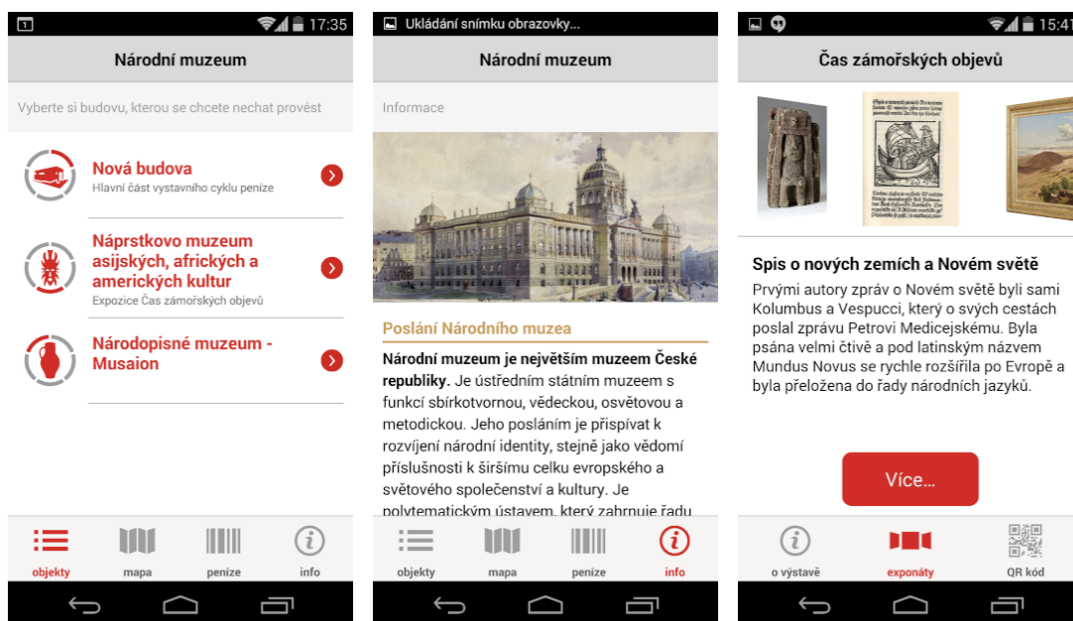 1
17:35
Národní muzeum
Vyberte si budovu, kterou se chcete nechat provést
Nová budova
Hlavní část vystavního cyklu peníze
Náprstkovo muzeum
asijských, afrických a
amerických kultur
Expozice Čas zámořských objevů
Národopisné muzeum -
Musaion
objekty
mapa
peníze
info
Ukládání snímku obrazovky...
Národní muzeum
Informace
Poslání Národního muzea
Národní muzeum je největším muzeem České
republiky. Je ústředním státním muzeem s
funkcí sbírkotvornou, vědeckou, osvětovou a
metodickou. Jeho posláním je přispívat k
rozvíjení národní identity, stejně jako vědomí
příslušnosti k širšímu celku evropského a
světového společenství a kultury. Je
polytematickým ústavem, který zahrnuje řadu
objekty
mapa
peníze
info
15:41
Čas zámořských objevů
Spis o nových zemích a Novém světě
Prvými autory zpráv o Novém světě byli sami
Kolumbus a Vespucci, který o svých cestách
poslal zprávu Petrovi Medicejskému. Byla
psána velmi čtivě a pod latinským názvem
Mundus Novus se rychle rozšířila po Evropě a
byla přeložena do řady národních jazyků.
Více...
o výstavě
exponáty
QR kód